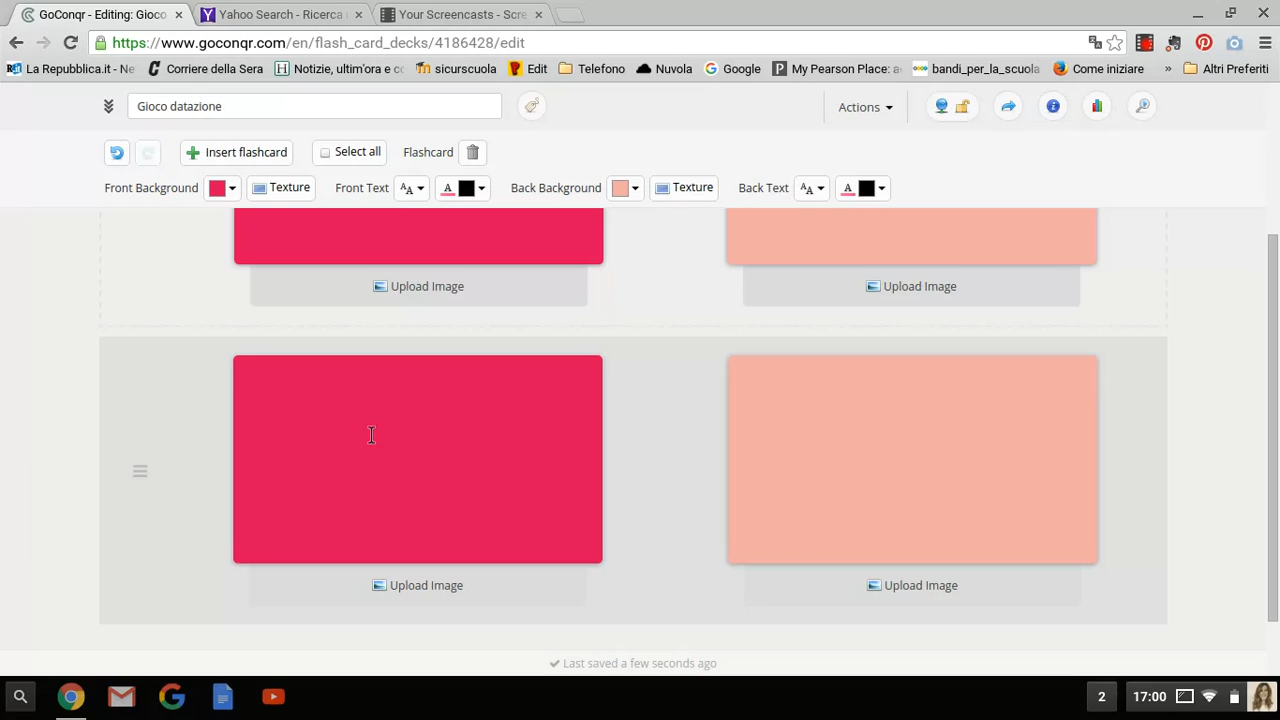 GoConqr - Editing: Gioco
Yahoo Search - Ricerca
Your Screencasts - Scre
https://www.goconqr.com/en/flash_card_decks/4186428/edit
La Repubblica.it - Ne
Corriere della Sera
Notizie, ultim'ora e co
sicurscuola
Edit
Telefono
Nuvola
Google
My Pearson Place: a
bandi_per_la_scuola
Come iniziare
»
Altri Preferiti
Gioco datazione
Actions
Insert flashcard
Select all
Flashcard
Front Background
Texture
Front Text
Back Background
Texture
Back Text
Upload Image
Upload Image
Upload Image
Upload Image
Last saved a few seconds ago
2
17:00